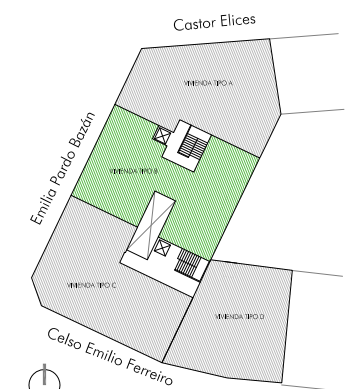 Castor Elices
VIVIENDA TIPO A
Emilia Pardo Bazán
VIVIENDA TIPO B
VIVIENDA TIPO C
VIVIENDA TIPO D
Celso Emilio Ferreiro